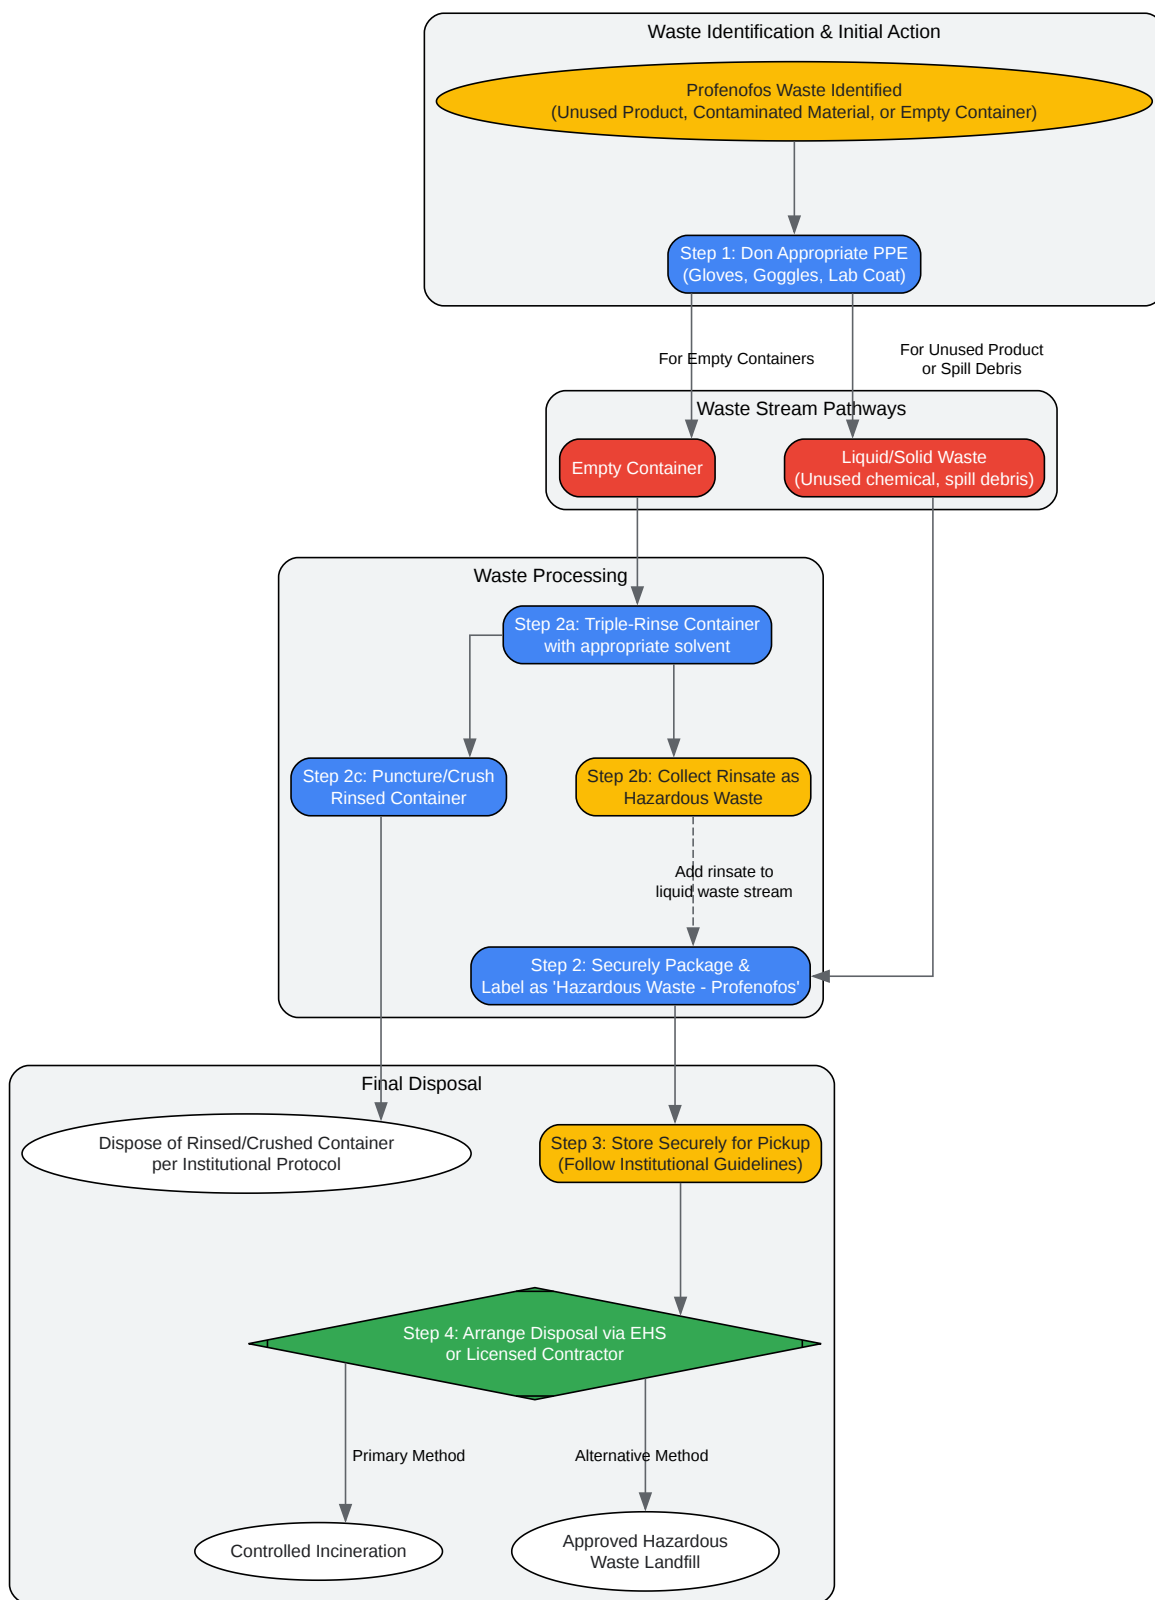 Waste Identification & Initial Action
Profenofos Waste Identified
(Unused Product, Contaminated Material, or Empty Container)
Step 1: Don Appropriate PPE
(Gloves, Goggles, Lab Coat)
For Empty Containers
For Unused Product
or Spill Debris
Waste Stream Pathways
Empty Container
Liquid/Solid Waste
(Unused chemical, spill debris)
Waste Processing
Step 2a: Triple-Rinse Container
with appropriate solvent
Step 2c: Puncture/Crush
Rinsed Container
Step 2b: Collect Rinsate as
Hazardous Waste
Add rinsate to
liquid waste stream
Step 2: Securely Package &
Label as 'Hazardous Waste - Profenofos'
Final Disposal
Dispose of Rinsed/Crushed Container
per Institutional Protocol
Step 3: Store Securely for Pickup
(Follow Institutional Guidelines)
Step 4: Arrange Disposal via EHS
or Licensed Contractor
Primary Method
Alternative Method
Controlled Incineration
Approved Hazardous
Waste Landfill